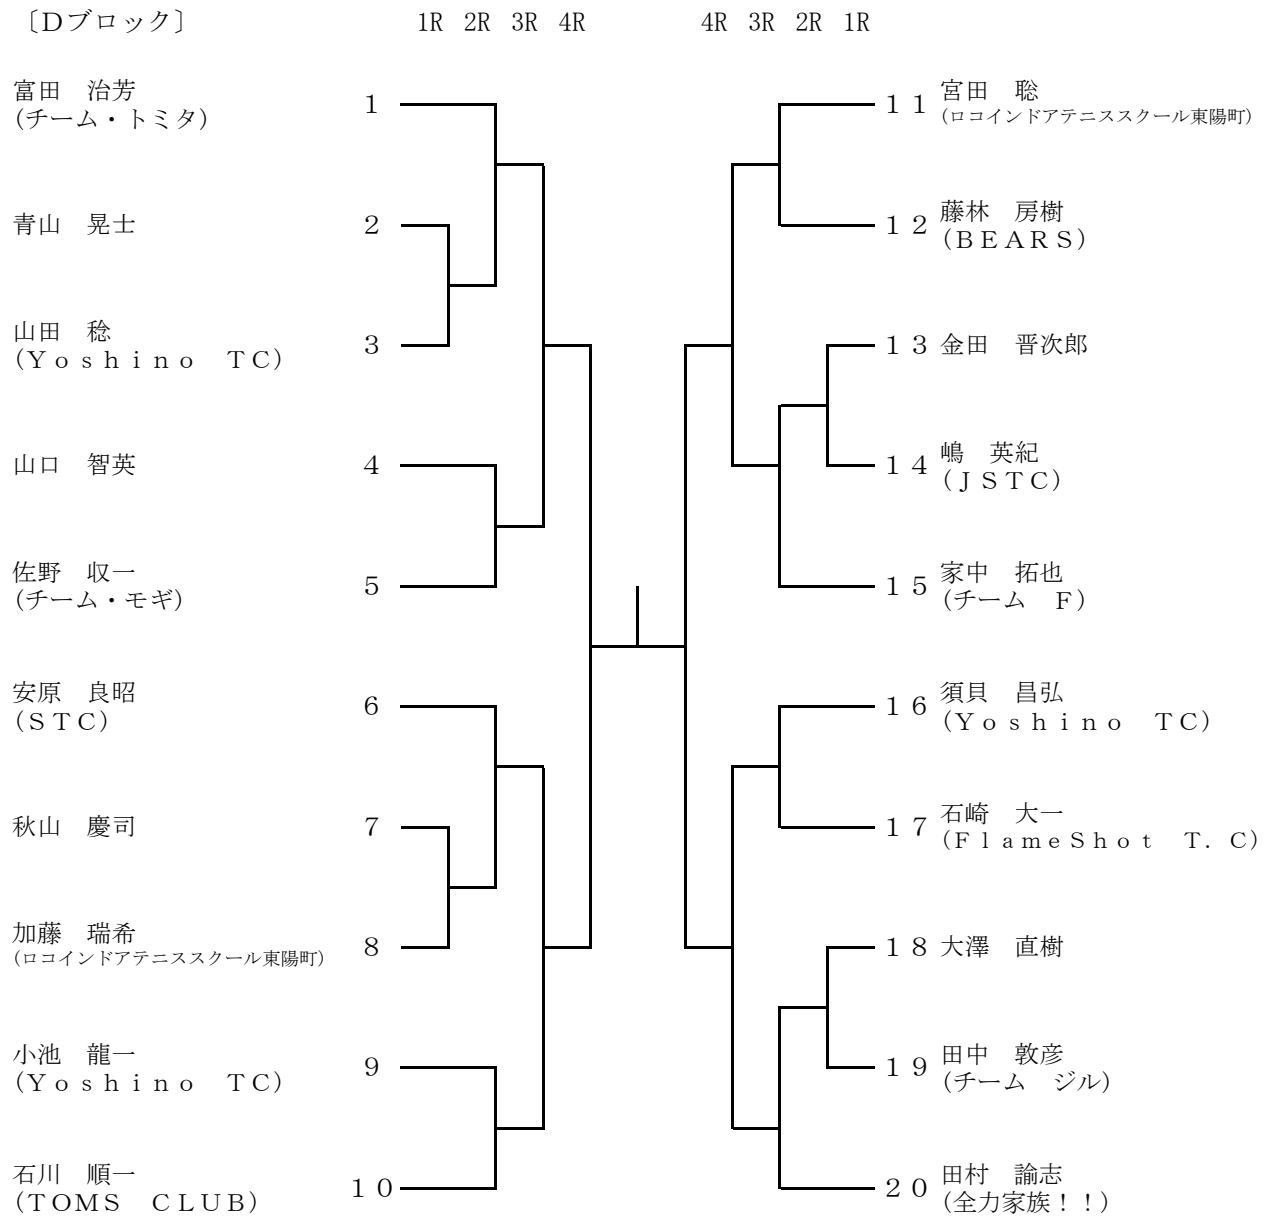 〔Dブロック〕
1R 2R 3R 4R
4R 3R 2R 1R
富田　治芳
(チーム・トミタ)
1
青山　晃士
2
山田　稔
(Ｙｏｓｈｉｎｏ　ＴＣ)
3
山口　智英
4
佐野　収一
(チーム・モギ)
5
安原　良昭
(ＳＴＣ)
6
秋山　慶司
7
加藤　瑞希
(ロコインドアテニススクール東陽町)
8
小池　龍一
(Ｙｏｓｈｉｎｏ　ＴＣ)
9
石川　順一
(ＴＯＭＳ　ＣＬＵＢ)
１０
１１ 宮田　聡
(ロコインドアテニススクール東陽町)
１２ 藤林　房樹
(ＢＥＡＲＳ)
１３ 金田　晋次郎
１４ 嶋　英紀
(ＪＳＴＣ)
１５ 家中　拓也
(チーム　Ｆ)
１６ 須貝　昌弘
(Ｙｏｓｈｉｎｏ　ＴＣ)
１７ 石崎　大一
(ＦｌａｍｅＳｈｏｔ　Ｔ．Ｃ)
１８ 大澤　直樹
１９ 田中　敦彦
(チーム　ジル)
２０ 田村　諭志
(全力家族！！)